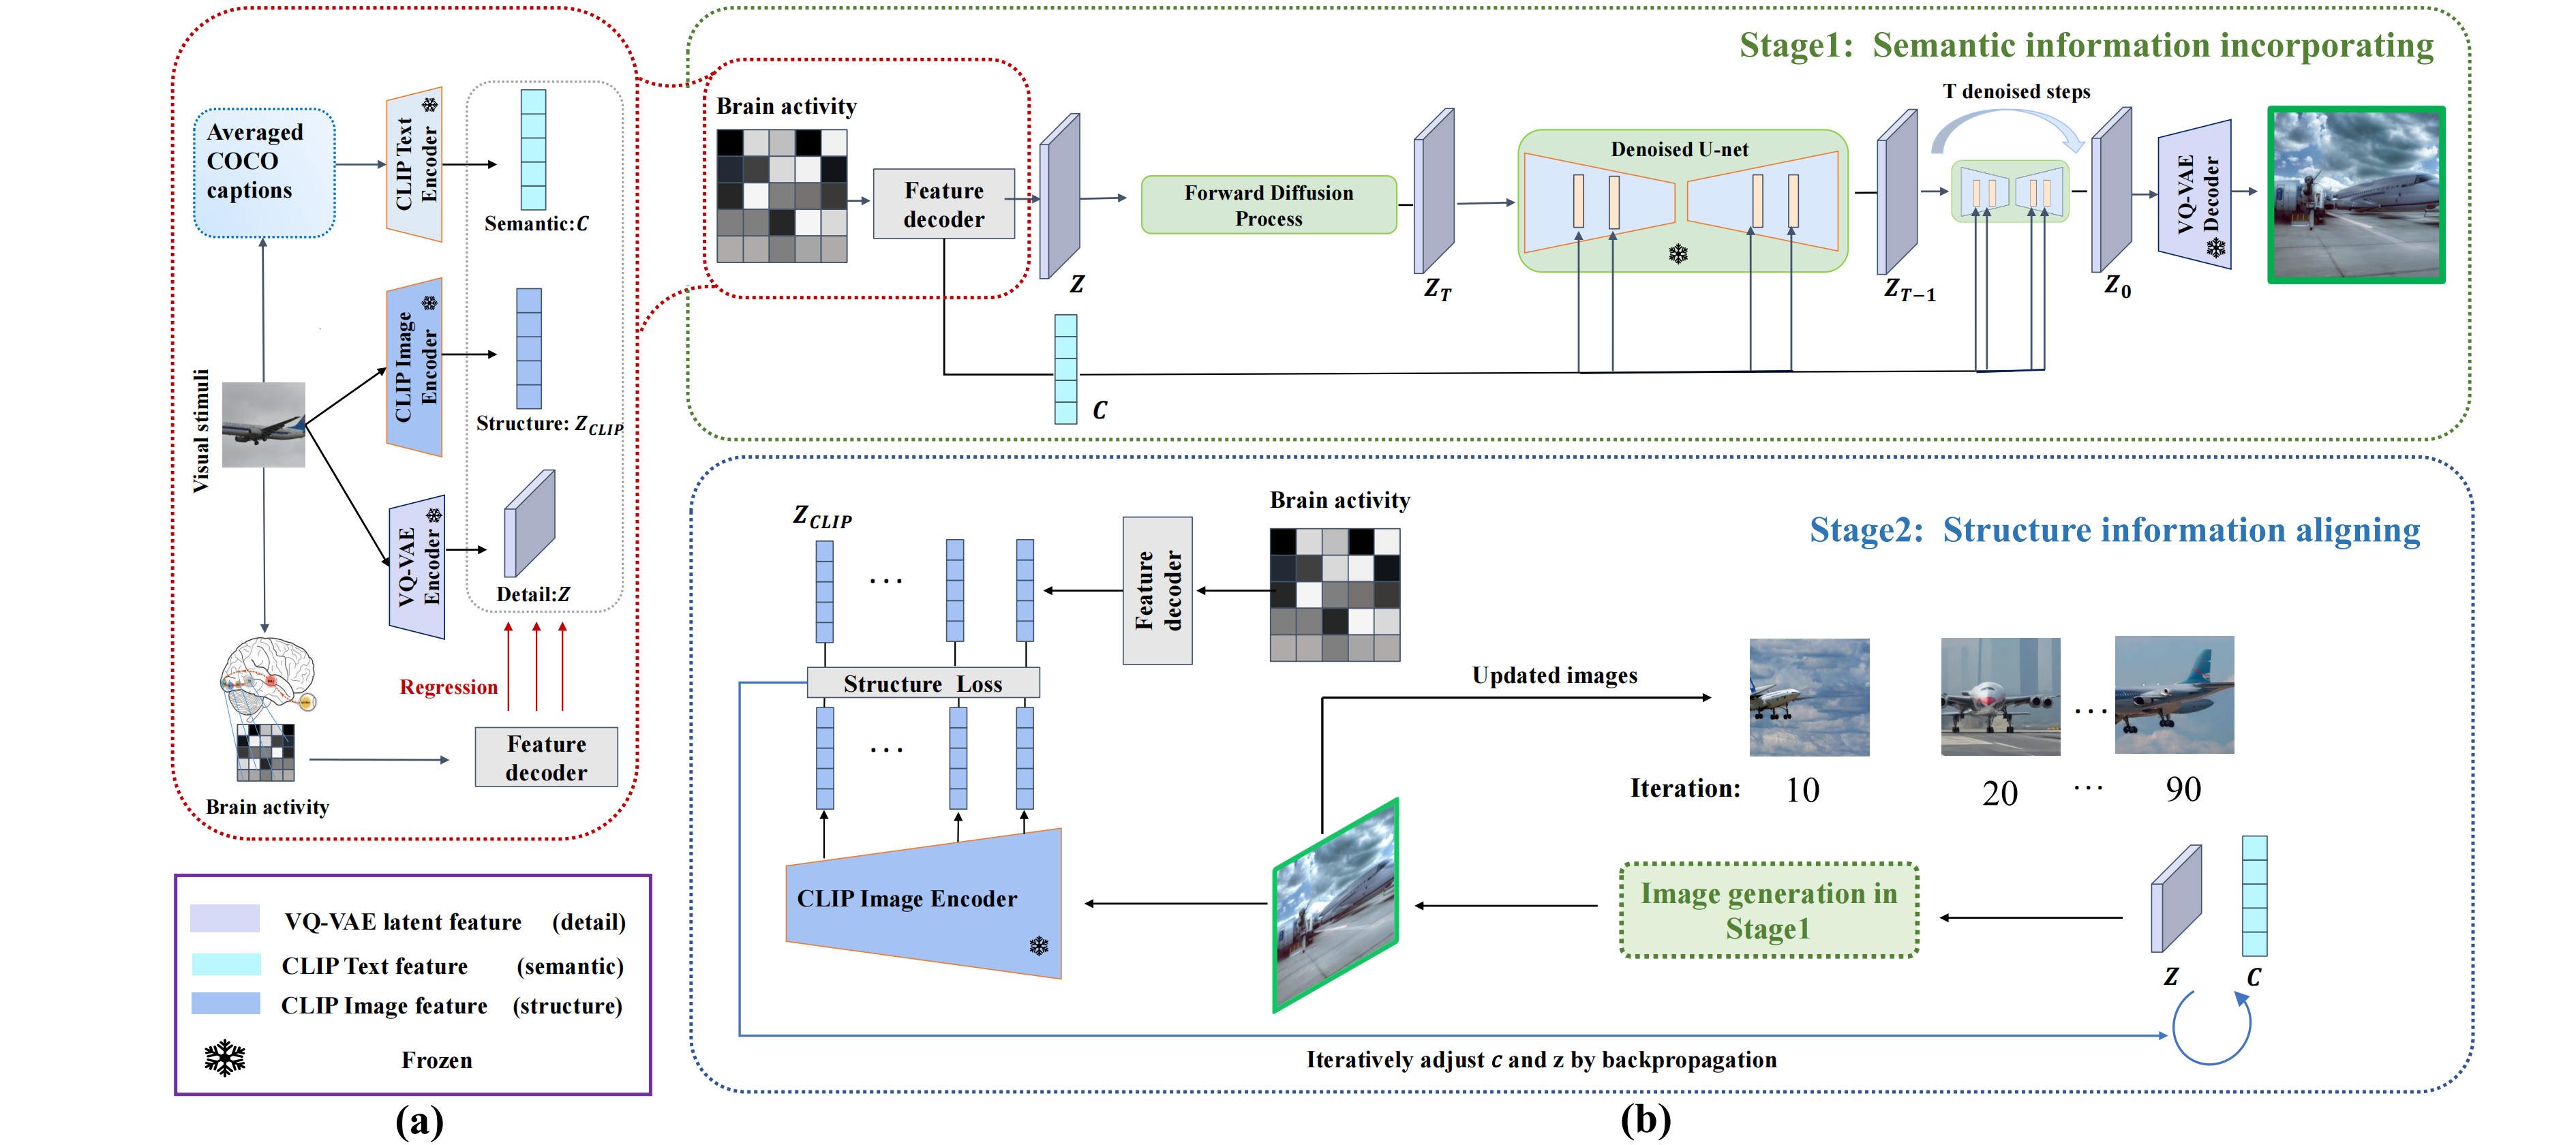 Averaged
COCO
captions
CLIP Text
Encoder
Semantic:C
CLIP Image
Encoder
Structure: Z_CLIP
Visual stimuli
VQ-VAE
Encoder
Detail:Z
Regression
Feature
decoder
Brain activity
VQ-VAE latent feature (detail)
CLIP Text feature (semantic)
CLIP Image feature (structure)
Frozen
(a)
Stage1: Semantic information incorporating
Brain activity
Feature
decoder
Z
Forward Diffusion
Process
Z_T
Denoised U-net
Z_{T−1}
T denoised steps
Z_0
VQ-VAE
Decoder
C
Stage2: Structure information aligning
Z_CLIP
...
Feature
decoder
Brain activity
Structure Loss
...
Updated images
...
Iteration: 10 20 ... 90
CLIP Image Encoder
Image generation in
Stage1
Z C
Iteratively adjust c and z by backpropagation
(b)